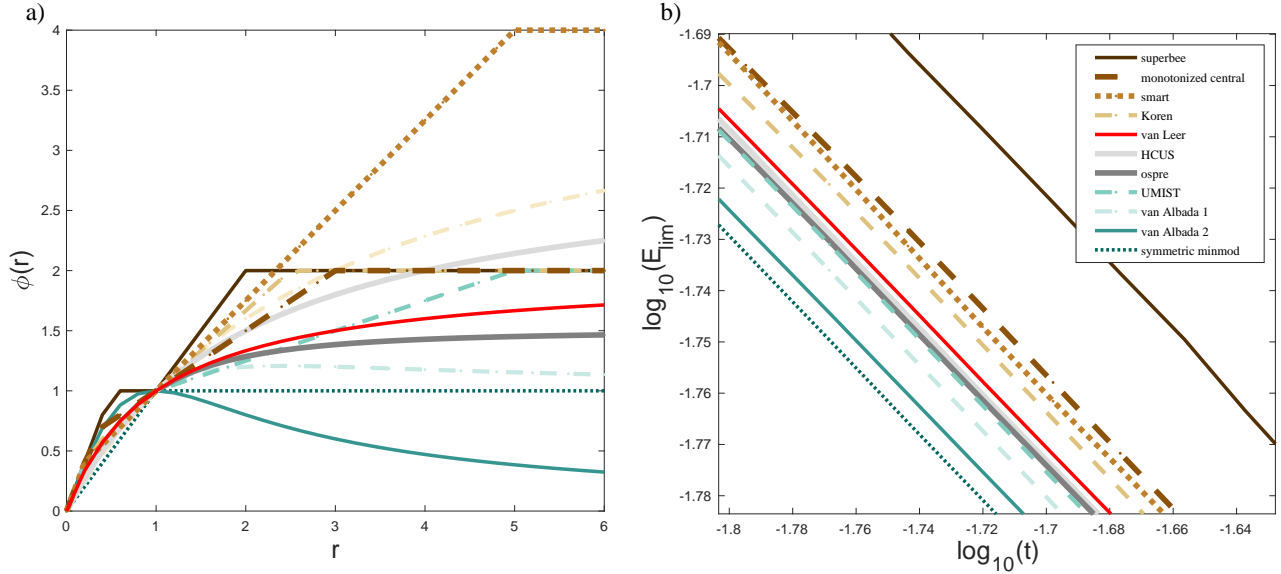 a)
4
3.5
3
2.5
2
1.5
1
0.5
0
ϕ(r)
0 1 2 3 4 5 6
r
b)
-1.69
-1.7
-1.71
-1.72
-1.73
-1.74
-1.75
-1.76
-1.77
-1.78
log10(Elim)
-1.8 -1.78 -1.76 -1.74 -1.72 -1.7 -1.68 -1.66 -1.64
log10(t)
superbee
monotonized central
smart
Koren
van Leer
HCUS
ospre
UMIST
van Albada 1
van Albada 2
symmetric minmod